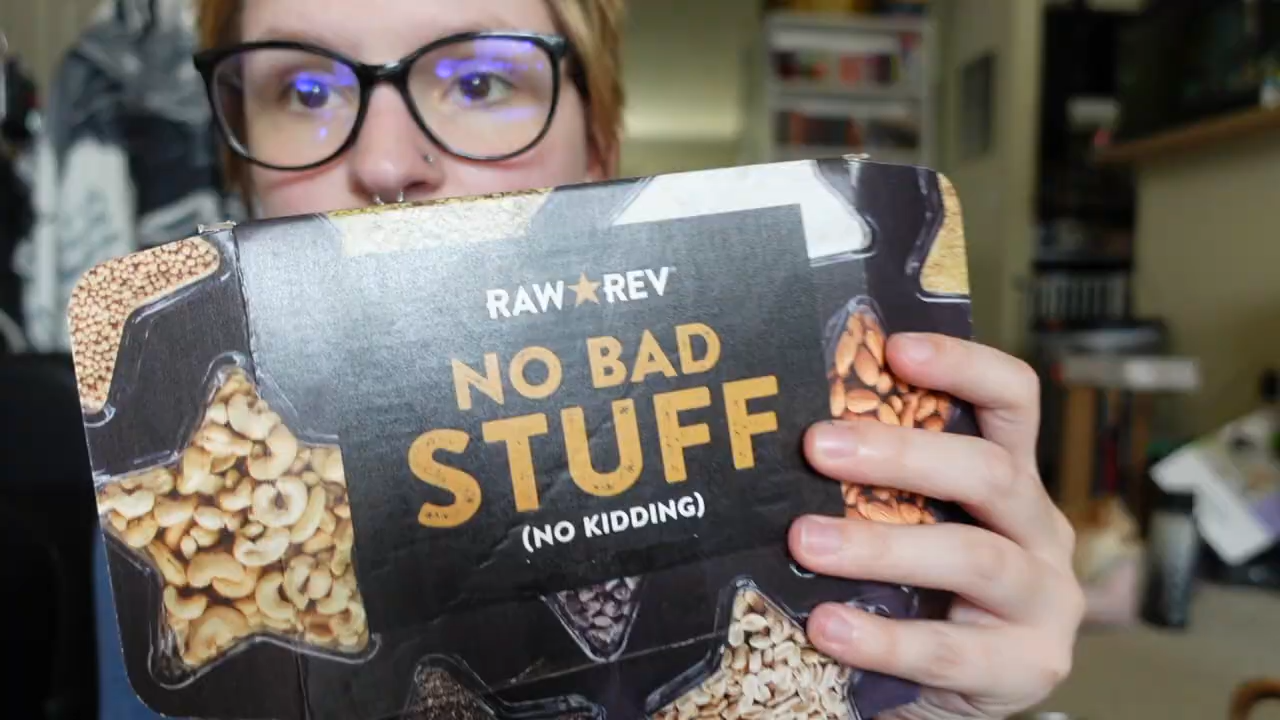 RAW★REV
NO BAD
STUFF
(NO KIDDING)